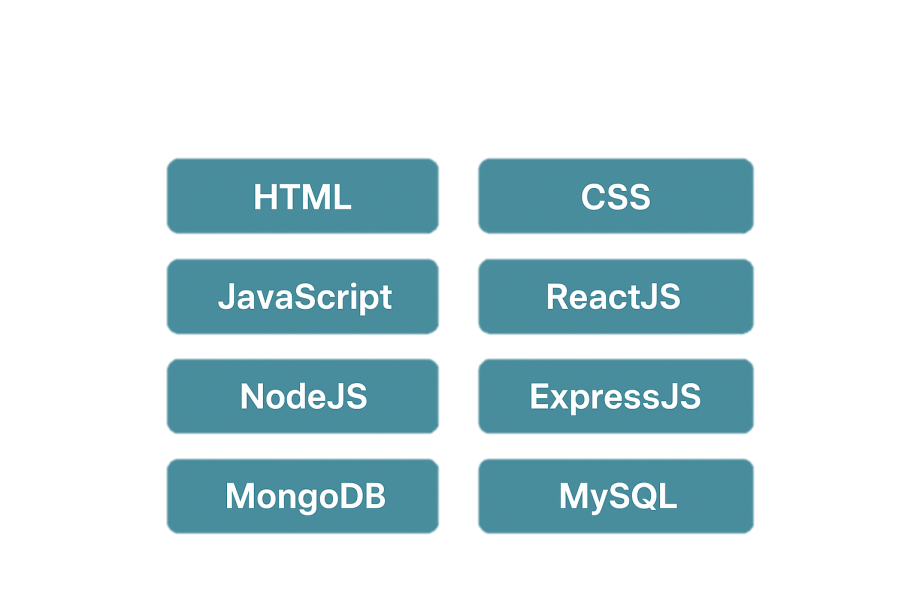 HTML
CSS
JavaScript
ReactJS
NodeJS
ExpressJS
MongoDB
MySQL